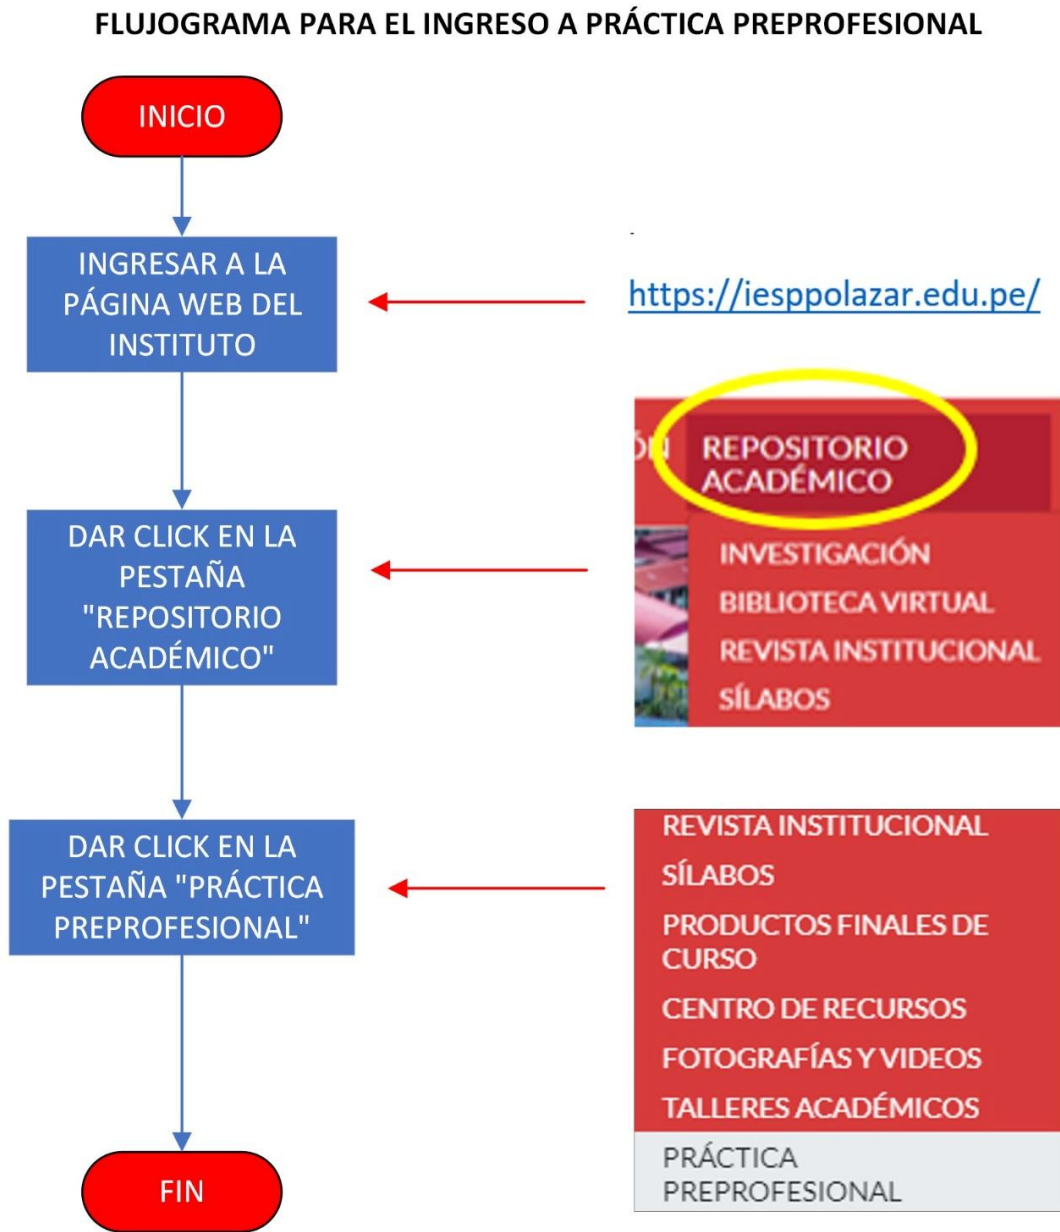 FLUJOGRAMA PARA EL INGRESO A PRÁCTICA PREPROFESIONAL
INICIO
INGRESAR A LA
PÁGINA WEB DEL
INSTITUTO
https://iesppolazar.edu.pe/
REPOSITORIO
ACADÉMICO
INVESTIGACIÓN
BIBLIOTECA VIRTUAL
REVISTA INSTITUCIONAL
SÍLABOS
DAR CLICK EN LA
PESTAÑA
"REPOSITORIO
ACADÉMICO"
DAR CLICK EN LA
PESTAÑA "PRÁCTICA
PREPROFESIONAL"
REVISTA INSTITUCIONAL
SÍLABOS
PRODUCTOS FINALES DE
CURSO
CENTRO DE RECURSOS
FOTOGRAFÍAS Y VIDEOS
TALLERES ACADÉMICOS
PRÁCTICA
PREPROFESIONAL
FIN